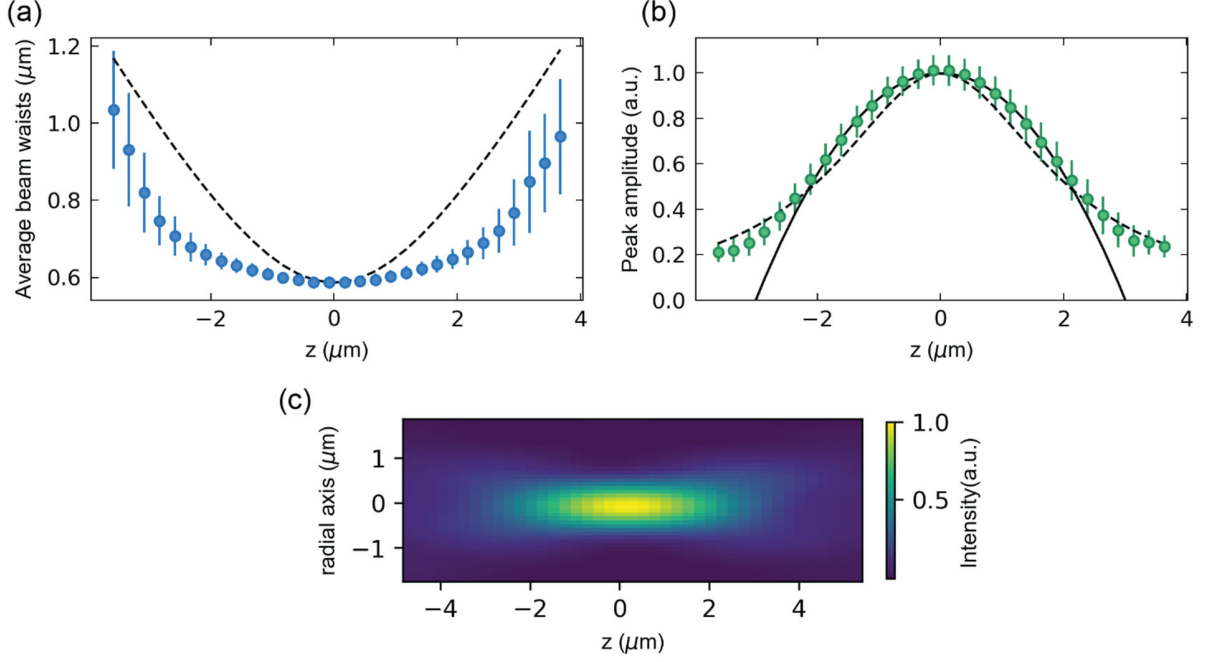 (a)
Average beam waists (μm)
1.2
1.0
0.8
0.6
−2
0
2
4
z (μm)
(b)
Peak amplitude (a.u.)
1.0
0.8
0.6
0.4
0.2
0.0
−2
0
2
4
z (μm)
(c)
radial axis (μm)
1
0
−1
−4
−2
0
2
4
z (μm)
1.0
0.5
Intensity(a.u.)